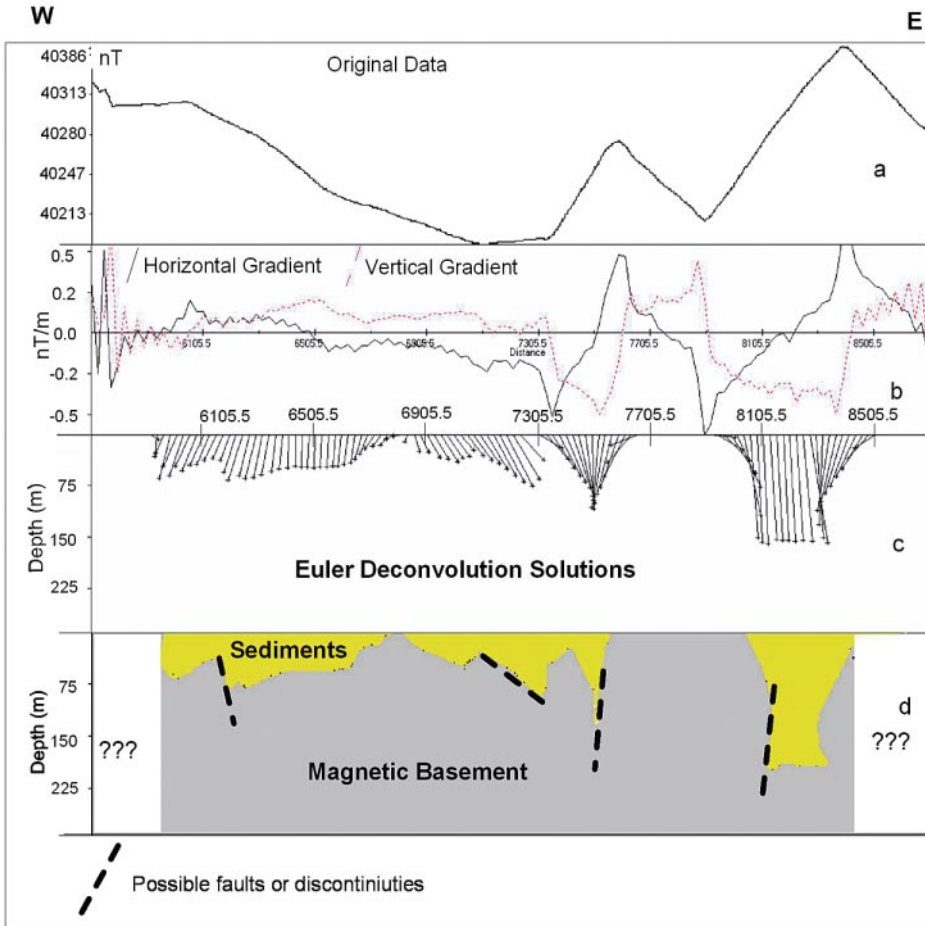 W E
40386 nT
Original Data
40313
40280
40247
a
40213
0.5
Horizontal Gradient Vertical Gradient
0.2
nT/m
0.0
6105.5 6505.5 6905.5 7305.5 7705.5 8105.5 8505.5
Distance
-0.2
b
-0.5
6105.5 6505.5 6905.5 7305.5 7705.5 8105.5 8505.5
75
Depth (m)
150
c
Euler Deconvolution Solutions
225
Sediments
75
Depth (m)
d
150
??? ???
Magnetic Basement
225
Possible faults or discontiniuties